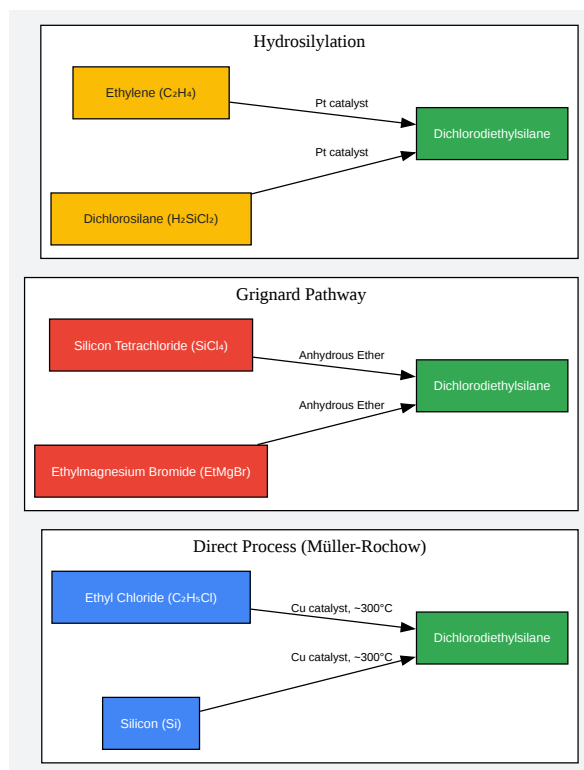 Hydrosilylation
Ethylene (C₂H₄)
Pt catalyst
Dichlorodiethylsilane
Pt catalyst
Dichlorosilane (H₂SiCl₂)
Grignard Pathway
Silicon Tetrachloride (SiCl₄)
Anhydrous Ether
Dichlorodiethylsilane
Anhydrous Ether
Ethylmagnesium Bromide (EtMgBr)
Direct Process (Müller-Rochow)
Ethyl Chloride (C₂H₅Cl)
Cu catalyst, ~300°C
Dichlorodiethylsilane
Cu catalyst, ~300°C
Silicon (Si)